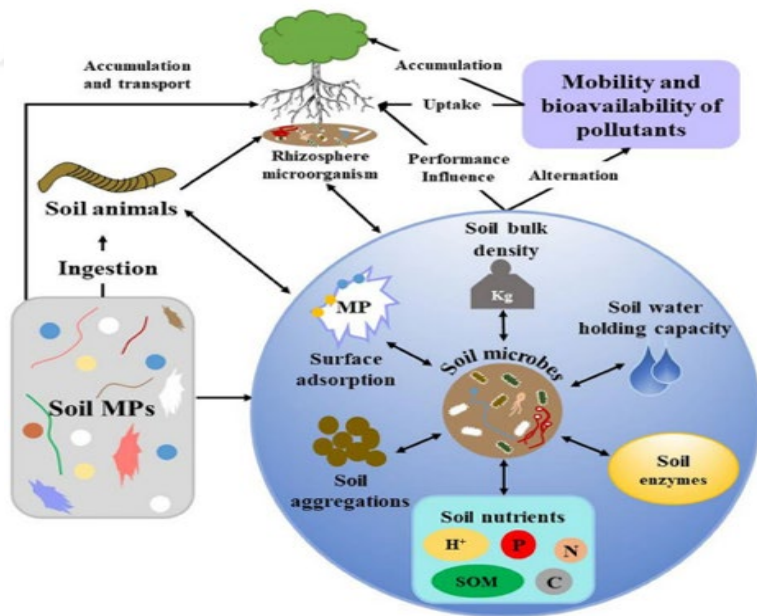 Accumulation
and transport
Accumulation
Uptake
Mobility and
bioavailability of
pollutants
Rhizosphere
microorganism
Performance
Influence
Alternation
Soil animals
Ingestion
Soil MPs
Soil bulk
density
Kg
MP
Surface
adsorption
Soil water
holding capacity
Soil microbes
Soil
aggregations
Soil
enzymes
Soil nutrients
H+
P
N
SOM
C